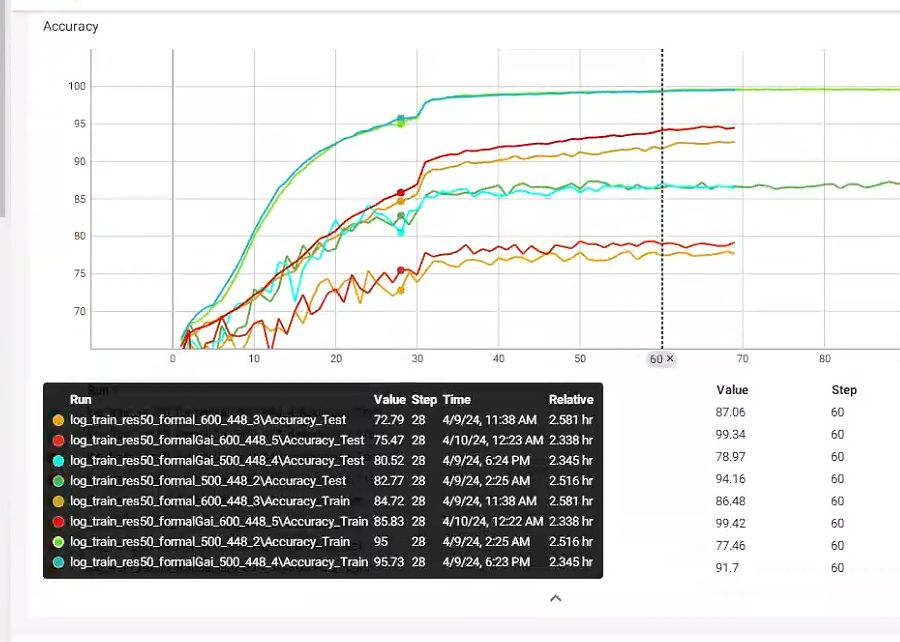 Accuracy
100
95
90
85
80
75
70
0 10 20 30 40 50 60 × 70 80
Run Value Step Time Relative
log_train_res50_formal_600_448_3\Accuracy_Test 72.79 28 4/9/24, 11:38 AM 2.581 hr
log_train_res50_formalGai_600_448_5\Accuracy_Test 75.47 28 4/10/24, 12:23 AM 2.338 hr
log_train_res50_formalGai_500_448_4\Accuracy_Test 80.52 28 4/9/24, 6:24 PM 2.345 hr
log_train_res50_formal_500_448_2\Accuracy_Test 82.77 28 4/9/24, 2:25 AM 2.516 hr
log_train_res50_formal_600_448_3\Accuracy_Train 84.72 28 4/9/24, 11:38 AM 2.581 hr
log_train_res50_formalGai_600_448_5\Accuracy_Train 85.83 28 4/10/24, 12:22 AM 2.338 hr
log_train_res50_formal_500_448_2\Accuracy_Train 95 28 4/9/24, 2:25 AM 2.516 hr
log_train_res50_formalGai_500_448_4\Accuracy_Train 95.73 28 4/9/24, 6:23 PM 2.345 hr
Value Step
87.06 60
99.34 60
78.97 60
94.16 60
86.48 60
99.42 60
77.46 60
91.7 60